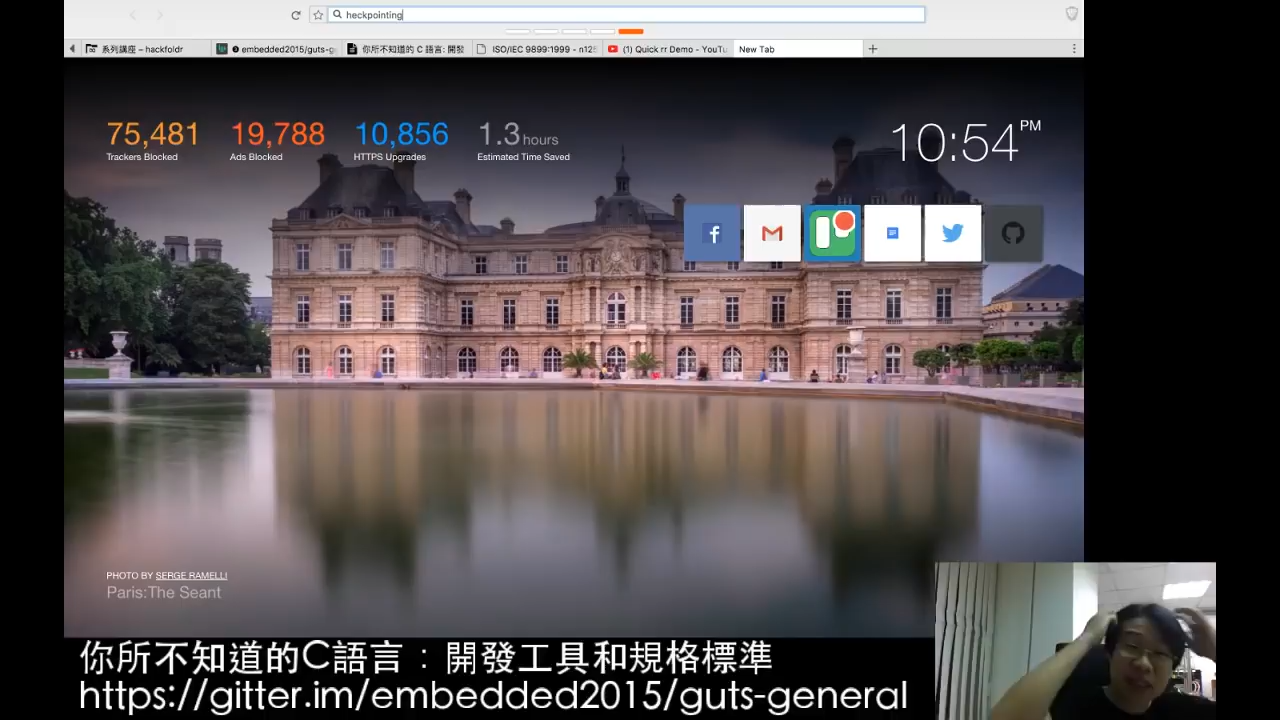 heckpointing
系列講座 – hackfoldr
embedded2015/guts-g
你所不知道的 C 語言: 開發
ISO/IEC 9899:1999 - n125
(1) Quick rr Demo - YouTu
New Tab
75,481
Trackers Blocked
19,788
Ads Blocked
10,856
HTTPS Upgrades
1.3 hours
Estimated Time Saved
10:54 PM
PHOTO BY SERGE RAMELLI
Paris:The Seant
你所不知道的C語言：開發工具和規格標準
https://gitter.im/embedded2015/guts-general